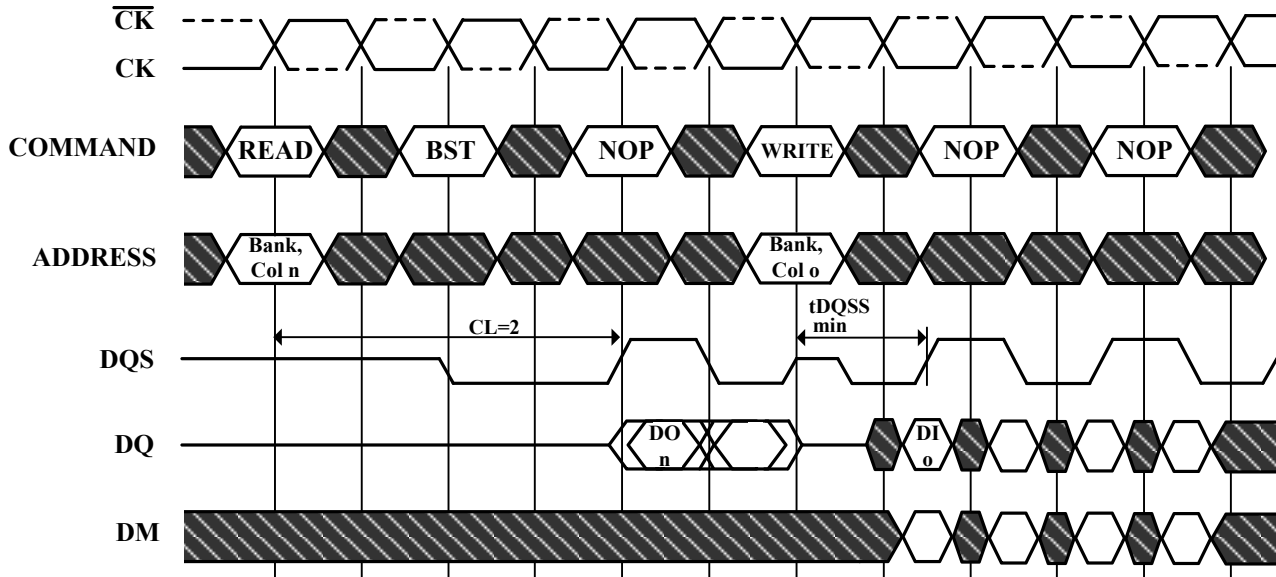 CK
CK
COMMAND
READ
BST
NOP
WRITE
NOP
NOP
ADDRESS
Bank,
Col n
Bank,
Col o
CL=2
tDQSS
min
DQS
DQ
DO
n
DI
o
DM